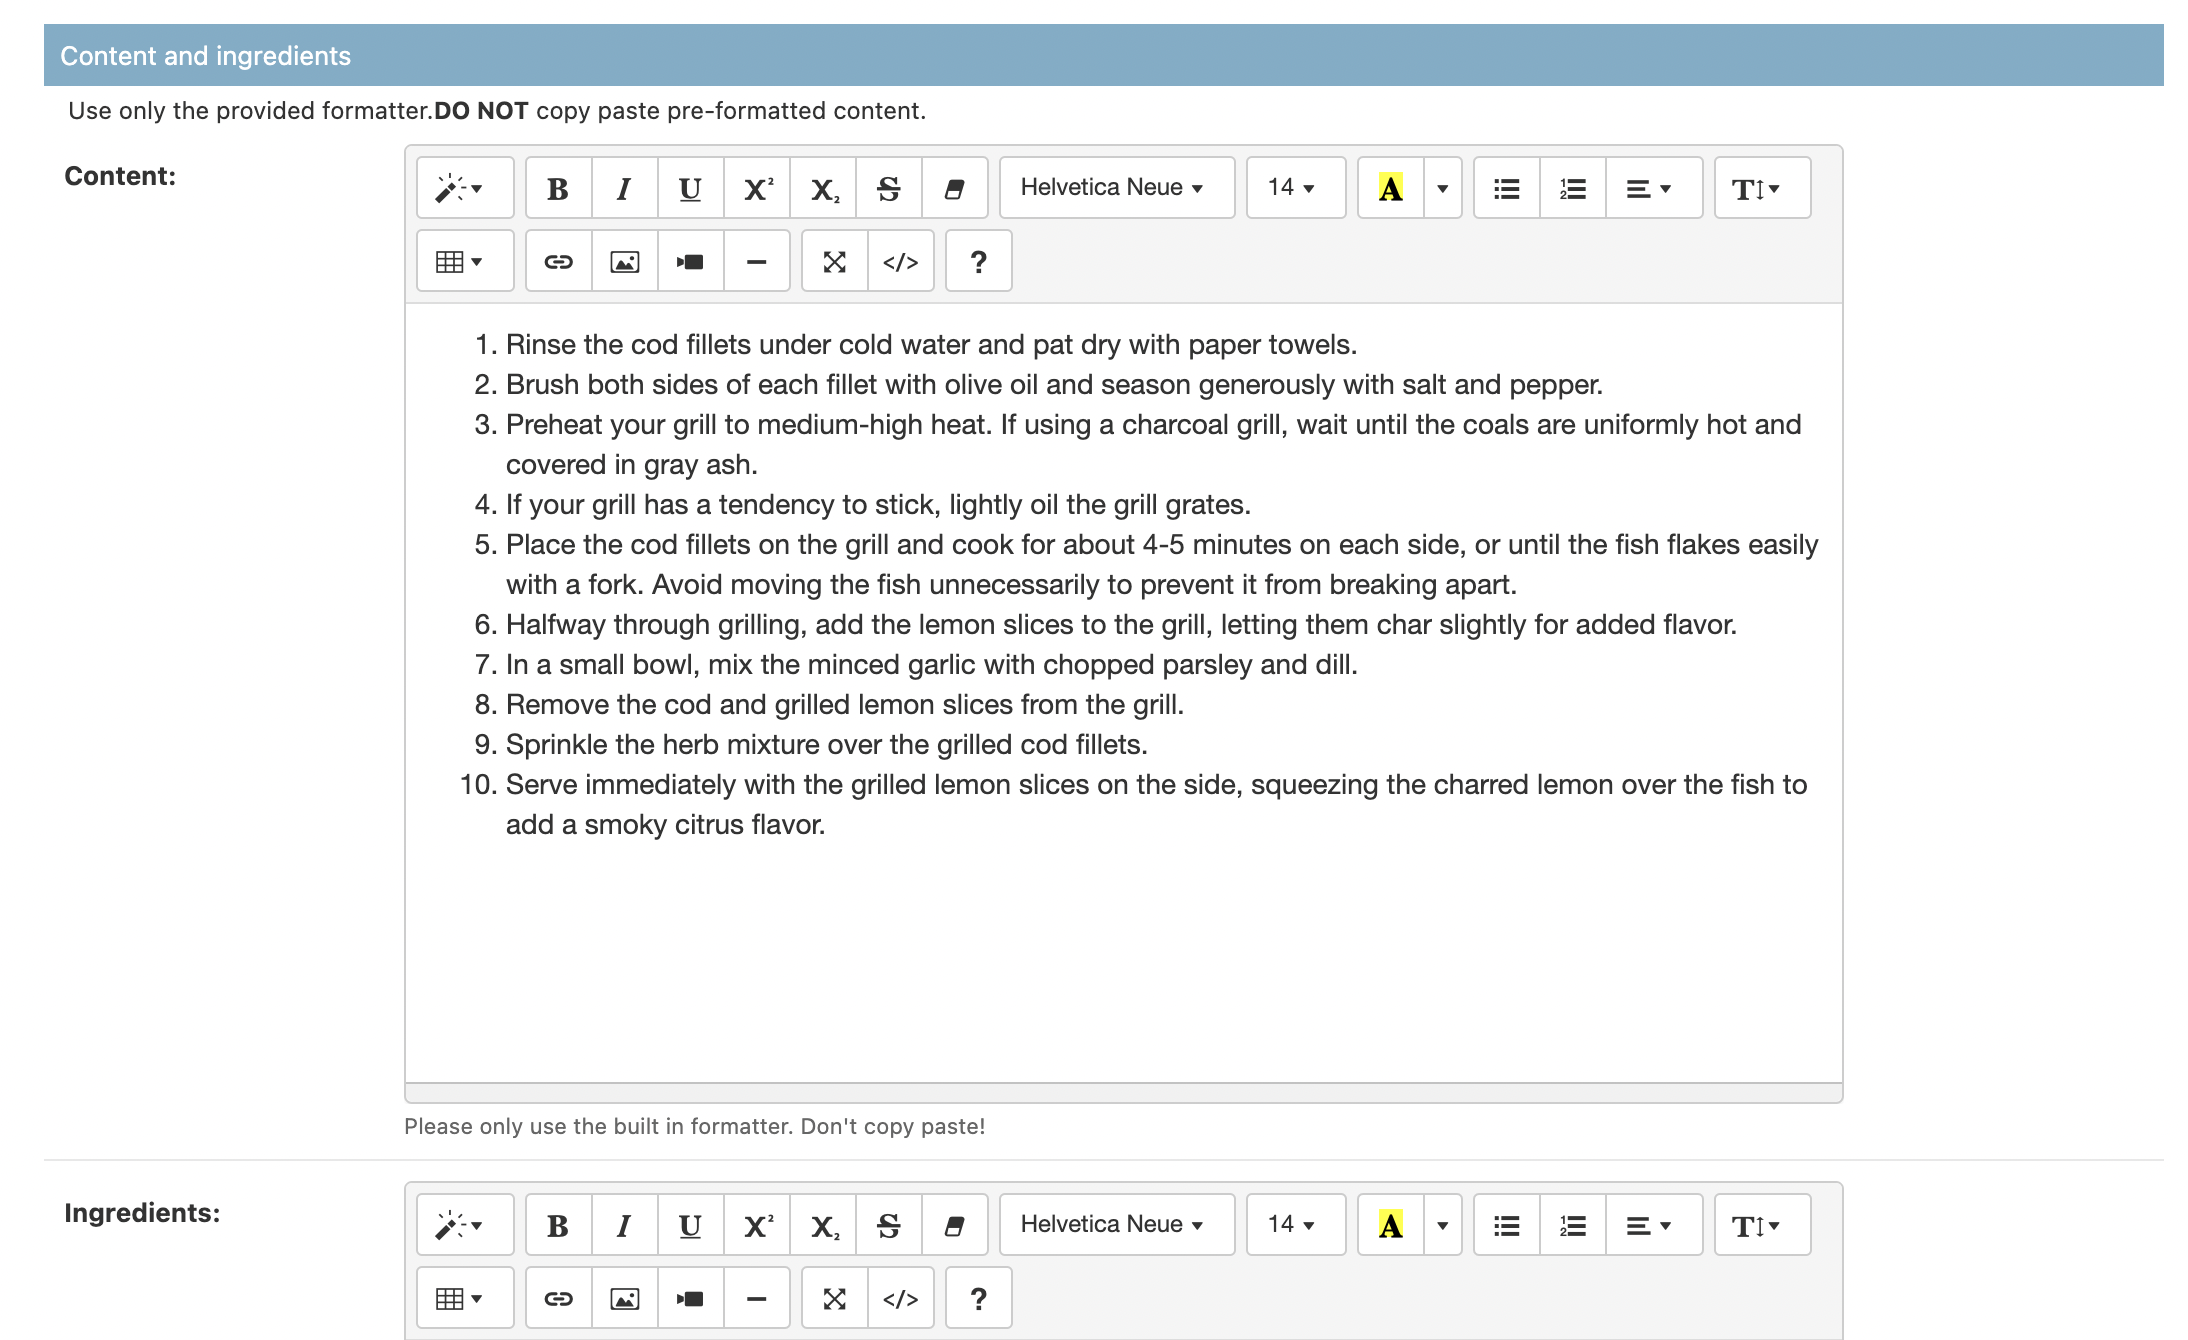 Content and ingredients
Use only the provided formatter.DO NOT copy paste pre-formatted content.
Content:
B I U X² X₂ S Helvetica Neue 14 A T
</> ?
1. Rinse the cod fillets under cold water and pat dry with paper towels.
2. Brush both sides of each fillet with olive oil and season generously with salt and pepper.
3. Preheat your grill to medium-high heat. If using a charcoal grill, wait until the coals are uniformly hot and
covered in gray ash.
4. If your grill has a tendency to stick, lightly oil the grill grates.
5. Place the cod fillets on the grill and cook for about 4-5 minutes on each side, or until the fish flakes easily
with a fork. Avoid moving the fish unnecessarily to prevent it from breaking apart.
6. Halfway through grilling, add the lemon slices to the grill, letting them char slightly for added flavor.
7. In a small bowl, mix the minced garlic with chopped parsley and dill.
8. Remove the cod and grilled lemon slices from the grill.
9. Sprinkle the herb mixture over the grilled cod fillets.
10. Serve immediately with the grilled lemon slices on the side, squeezing the charred lemon over the fish to
add a smoky citrus flavor.
Please only use the built in formatter. Don't copy paste!
Ingredients:
B I U X² X₂ S Helvetica Neue 14 A T
</> ?